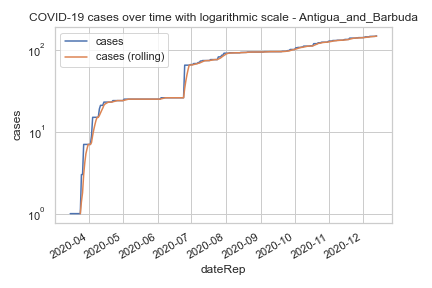 COVID-19 cases over time with logarithmic scale - Antigua_and_Barbuda
cases
cases (rolling)
10²
10¹
10⁰
cases
2020-04
2020-05
2020-06
2020-07
2020-08
2020-09
2020-10
2020-11
2020-12
dateRep